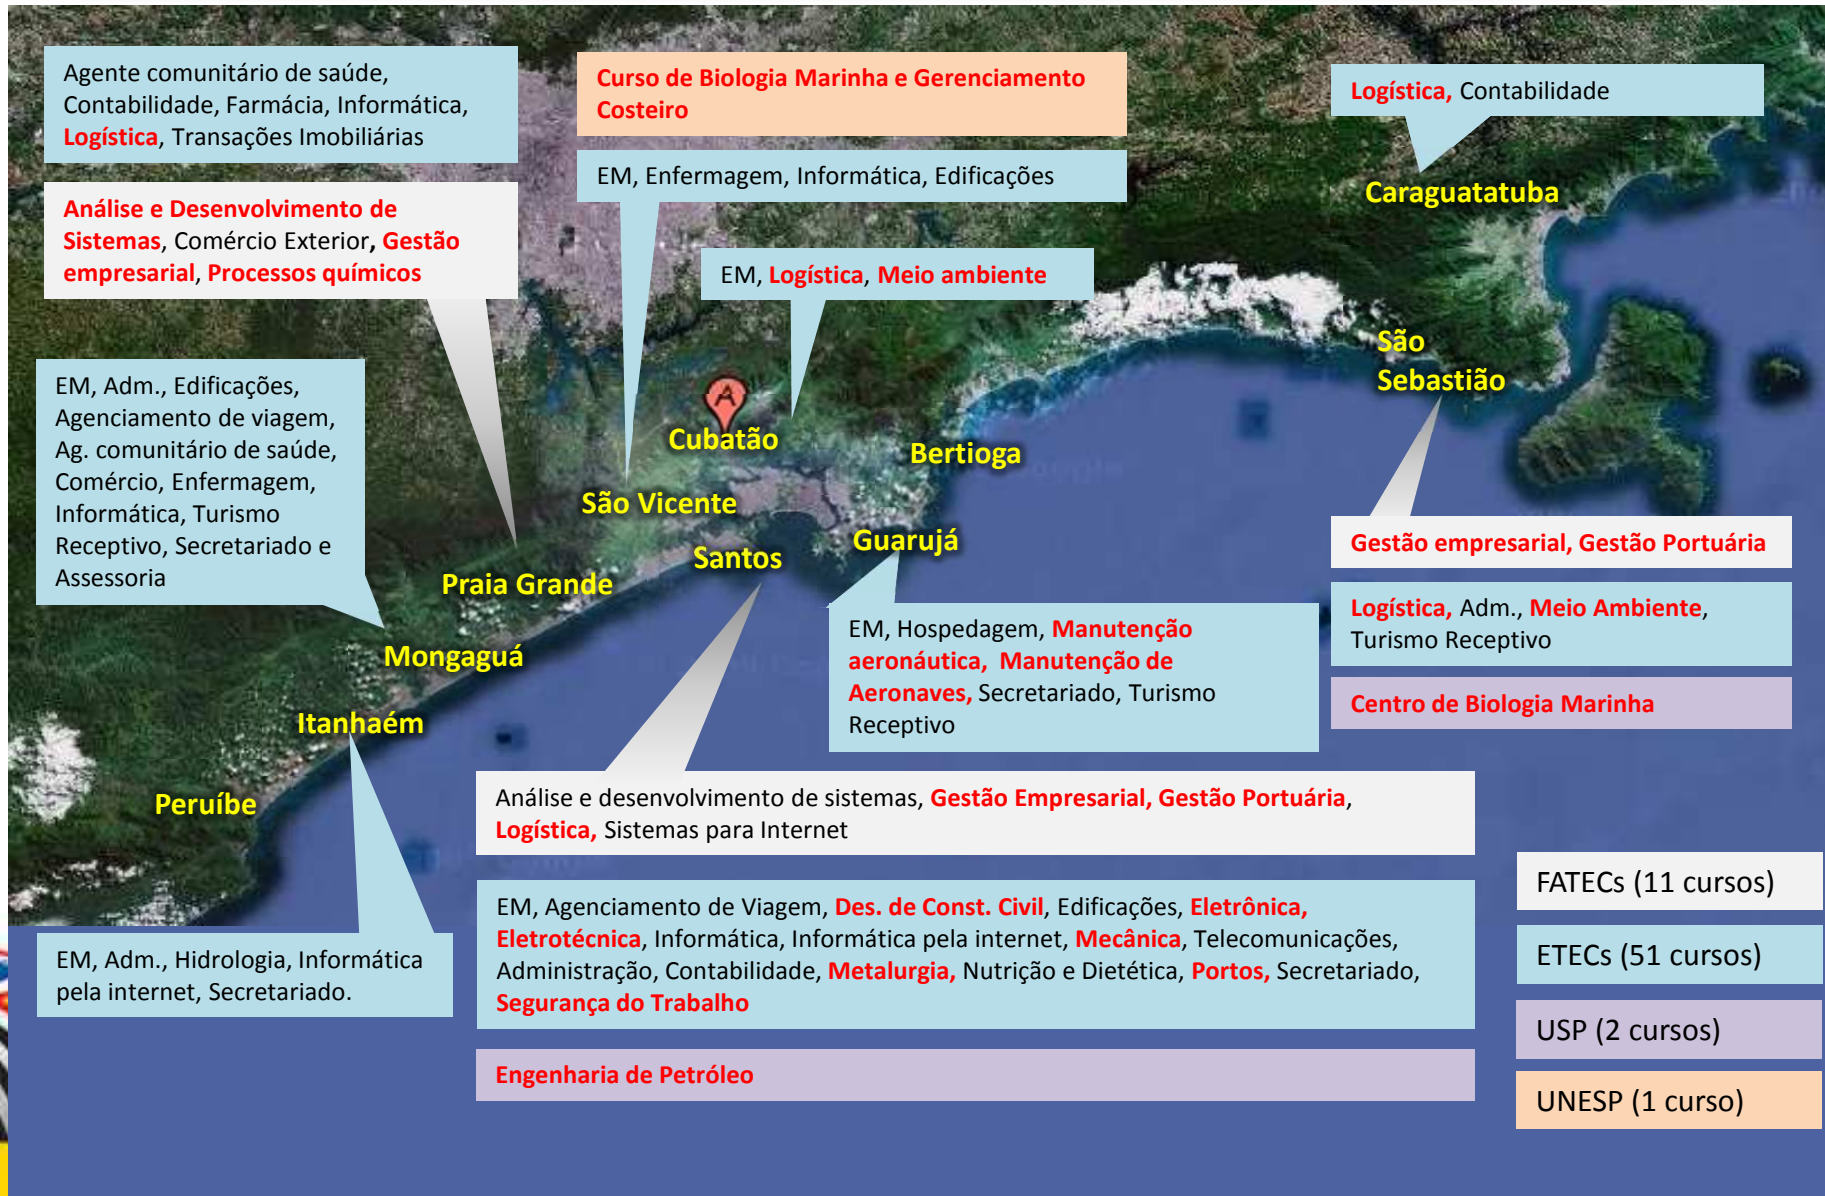 Agente comunitário de saúde,
Contabilidade, Farmácia, Informática,
Logística, Transações Imobiliárias
Análise e Desenvolvimento de
Sistemas, Comércio Exterior, Gestão
empresarial, Processos químicos
EM, Adm., Edificações,
Agenciamento de viagem,
Ag. comunitário de saúde,
Comércio, Enfermagem,
Informática, Turismo
Receptivo, Secretariado e
Assessoria
Curso de Biologia Marinha e Gerenciamento
Costeiro
EM, Enfermagem, Informática, Edificações
EM, Logística, Meio ambiente
Logística, Contabilidade
Caraguatatuba
São
Sebastião
A
Cubatão
Bertioga
São Vicente
Guarujá
Santos
Praia Grande
Mongaguá
Itanhaém
Peruíbe
Gestão empresarial, Gestão Portuária
Logística, Adm., Meio Ambiente,
Turismo Receptivo
Centro de Biologia Marinha
EM, Hospedagem, Manutenção
aeronáutica, Manutenção de
Aeronaves, Secretariado, Turismo
Receptivo
Análise e desenvolvimento de sistemas, Gestão Empresarial, Gestão Portuária,
Logística, Sistemas para Internet
EM, Agenciamento de Viagem, Des. de Const. Civil, Edificações, Eletrônica,
Eletrotécnica, Informática, Informática pela internet, Mecânica, Telecomunicações,
Administração, Contabilidade, Metalurgia, Nutrição e Dietética, Portos, Secretariado,
Segurança do Trabalho
Engenharia de Petróleo
EM, Adm., Hidrologia, Informática
pela internet, Secretariado.
FATECs (11 cursos)
ETECs (51 cursos)
USP (2 cursos)
UNESP (1 curso)